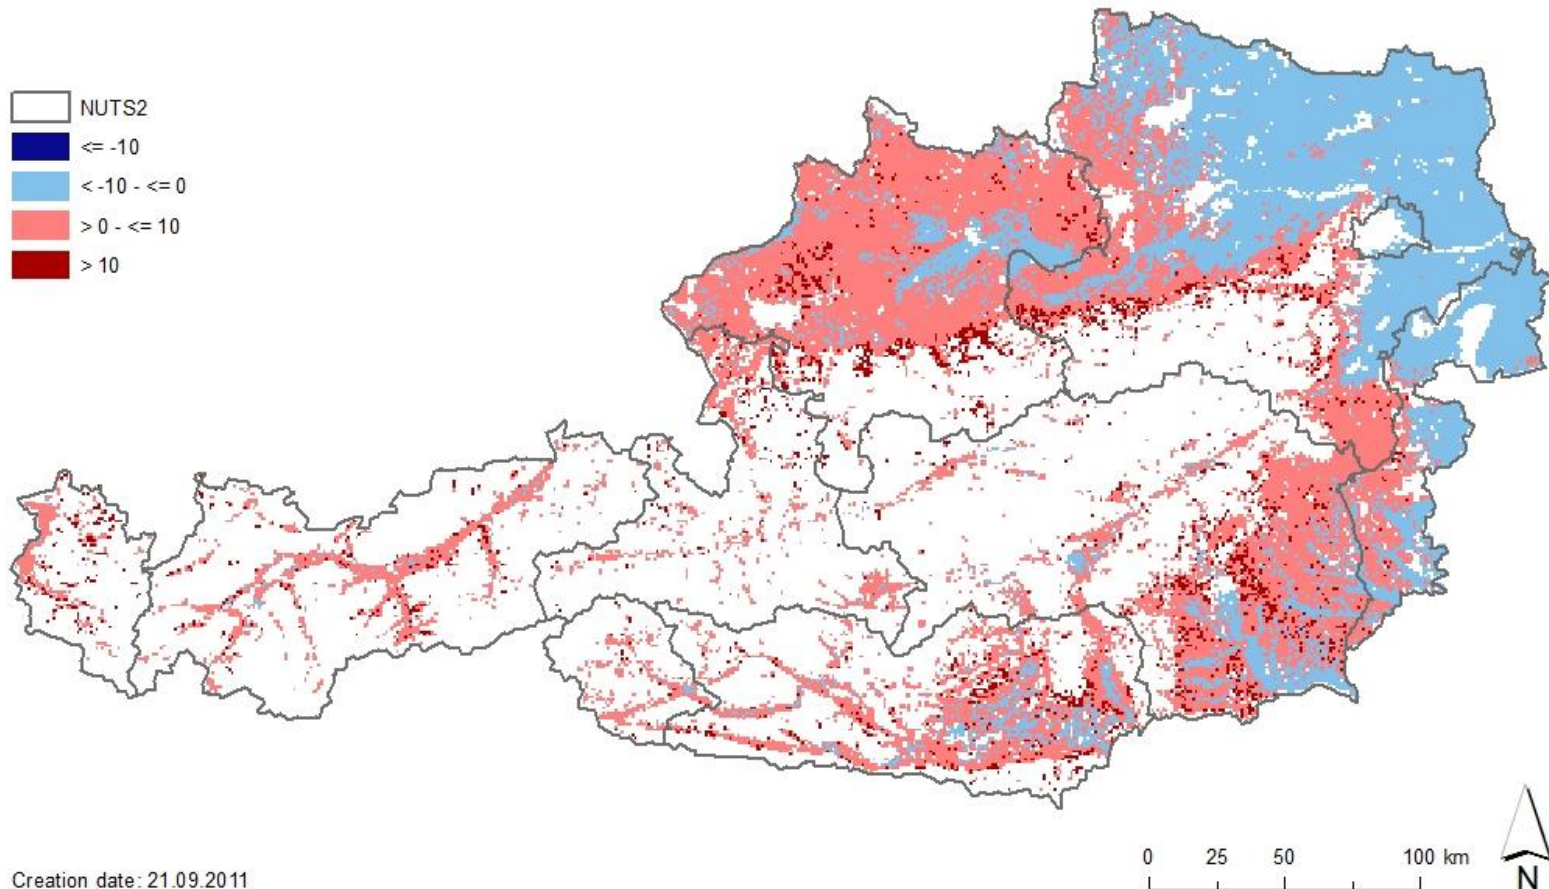 NUTS2
<= -10
< -10 - <= 0
> 0 - <= 10
> 10
0 25 50 100 km
N
Creation date: 21.09.2011